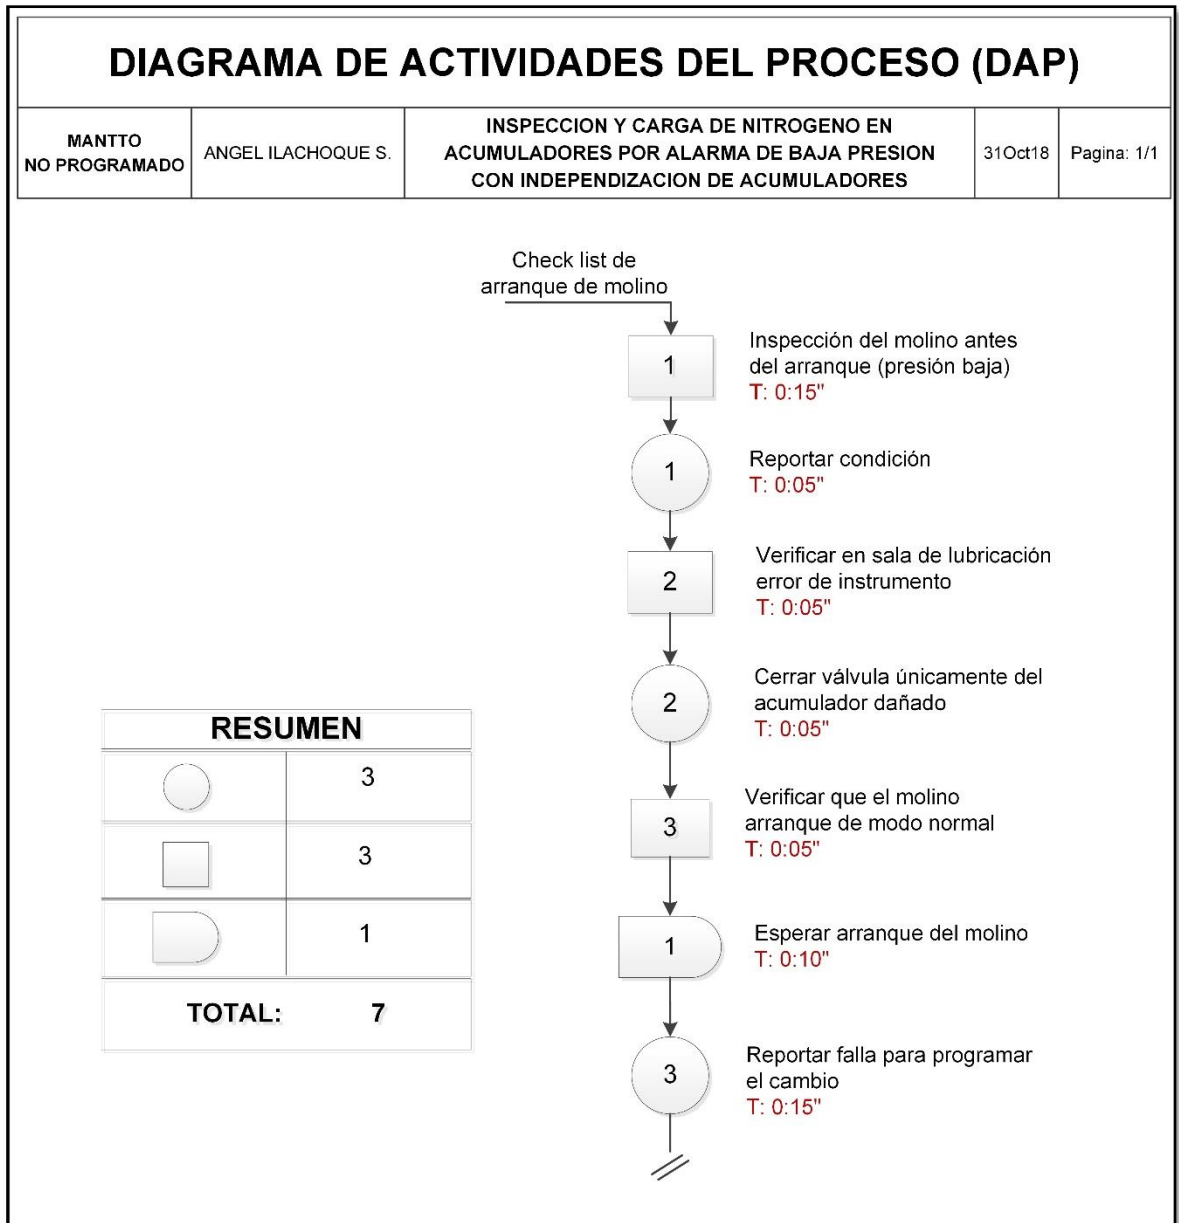 DIAGRAMA DE ACTIVIDADES DEL PROCESO (DAP)
MANTTO
NO PROGRAMADO
ANGEL ILACHOQUE S.
INSPECCION Y CARGA DE NITROGENO EN
ACUMULADORES POR ALARMA DE BAJA PRESION
CON INDEPENDIZACION DE ACUMULADORES
31Oct18
Pagina: 1/1
Check list de
arranque de molino
1
Inspección del molino antes
del arranque (presión baja)
T: 0:15"
1
Reportar condición
T: 0:05"
2
Verificar en sala de lubricación
error de instrumento
T: 0:05"
2
Cerrar válvula únicamente del
acumulador dañado
T: 0:05"
3
Verificar que el molino
arranque de modo normal
T: 0:05"
1
Esperar arranque del molino
T: 0:10"
3
Reportar falla para programar
el cambio
T: 0:15"
RESUMEN
3
3
1
TOTAL: 7